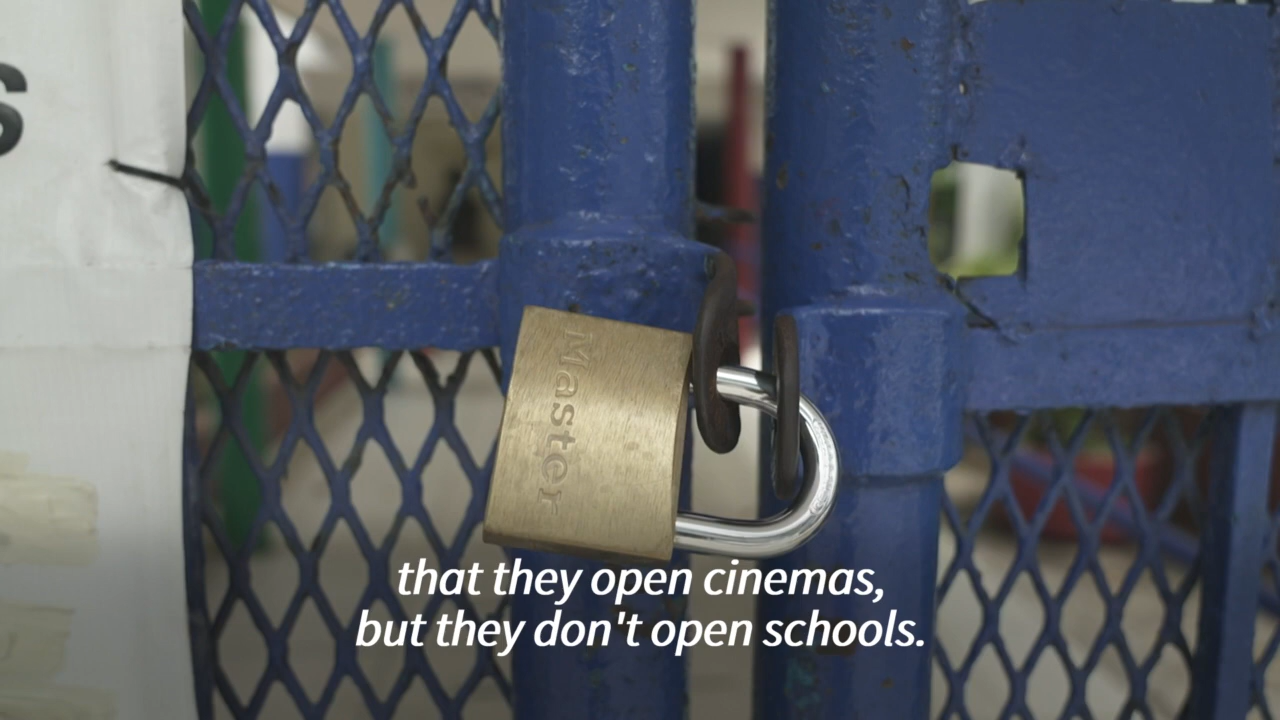 S
Master
that they open cinemas,
but they don't open schools.